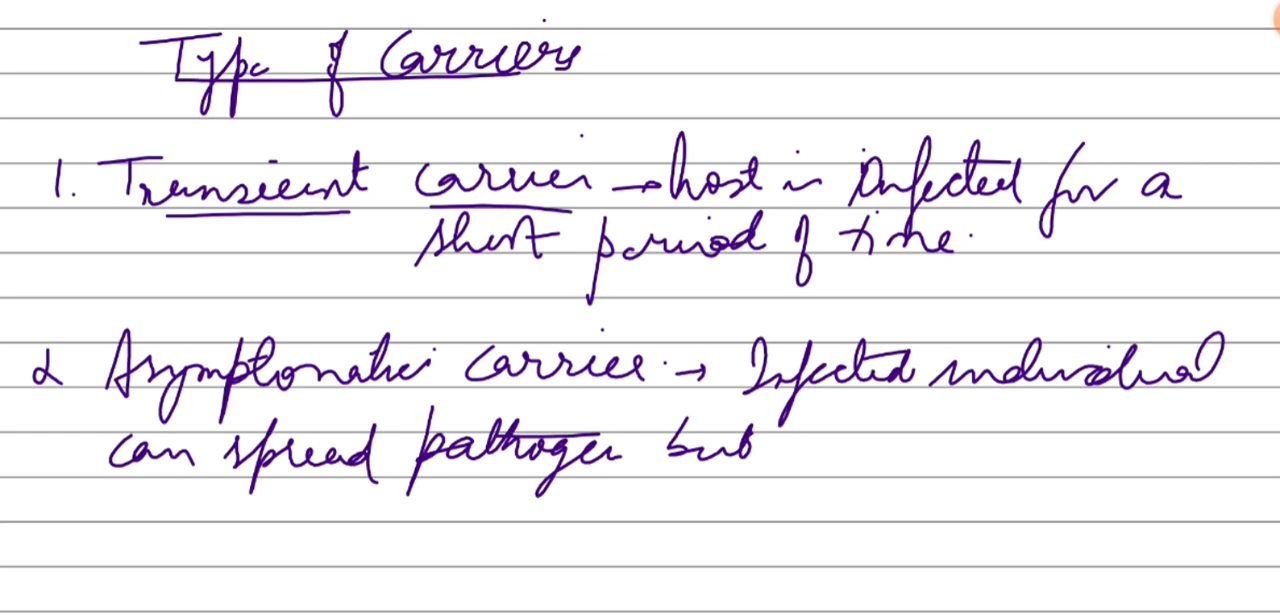 Type of Carriers
1. Transient carrier → host is infected for a
short period of time.
2 Asymptomatic carrier. → Infected individual
can spread pathogen but